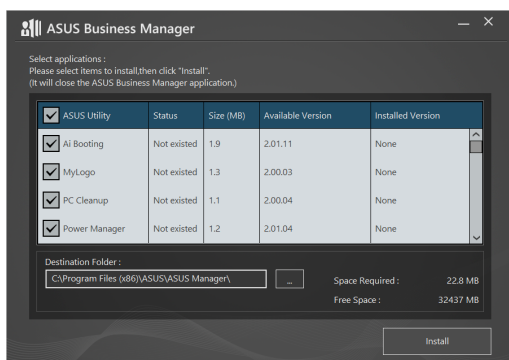 ASUS Business Manager
Select applications :
Please select items to install,then click "Install".
(It will close the ASUS Business Manager application.)
ASUS Utility Status Size (MB) Available Version Installed Version
Ai Booting Not existed 1.9 2.01.11 None
MyLogo Not existed 1.3 2.00.03 None
PC Cleanup Not existed 1.1 2.00.04 None
Power Manager Not existed 1.2 2.01.04 None
Destination Folder :
C:\Program Files (x86)\ASUS\ASUS Manager\ ...
Space Required : 22.8 MB
Free Space : 32437 MB
Install